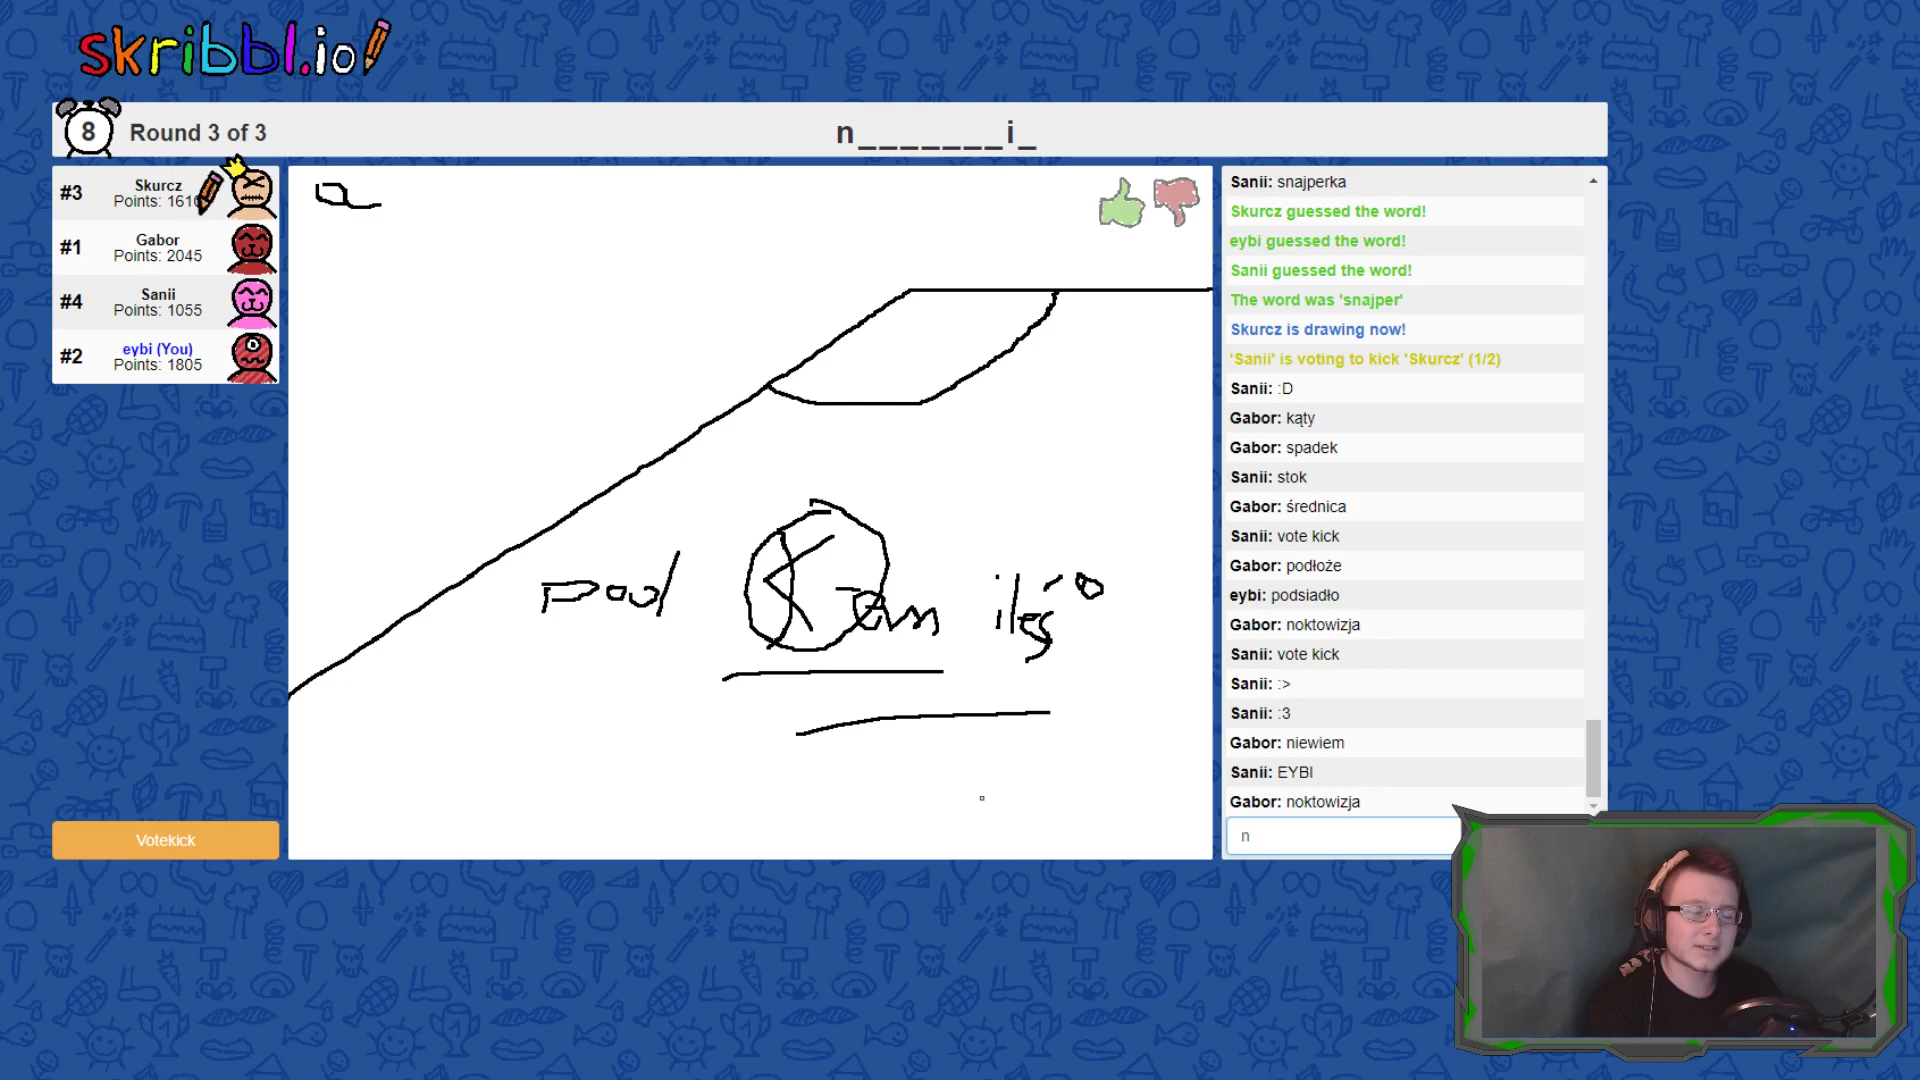 skribbl.io
8
Round 3 of 3
n_______i_
#3
Skurcz
Points: 1610
#1
Gabor
Points: 2045
#4
Sanii
Points: 1055
#2
eybi (You)
Points: 1805
Votekick
pod
ileś
Sanii: snajperka
Skurcz guessed the word!
eybi guessed the word!
Sanii guessed the word!
The word was 'snajper'
Skurcz is drawing now!
'Sanii' is voting to kick 'Skurcz' (1/2)
Sanii: :D
Gabor: kąty
Gabor: spadek
Sanii: stok
Gabor: średnica
Sanii: vote kick
Gabor: podłoże
eybi: podsiadło
Gabor: noktowizja
Sanii: vote kick
Sanii: :>
Sanii: :3
Gabor: niewiem
Sanii: EYBI
Gabor: noktowizja
n